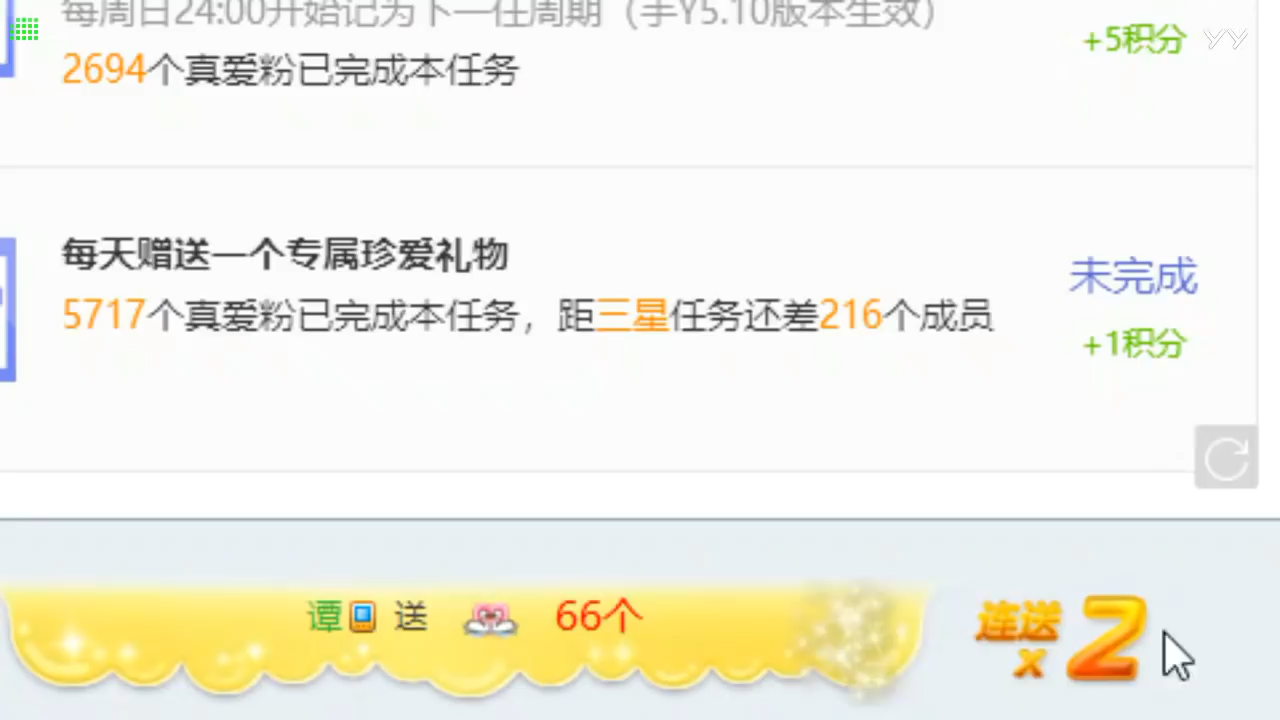 每周日24:00开始记为下一任周期（手Y5.10版本生效）
+5积分
YY
2694个真爱粉已完成本任务
每天赠送一个专属珍爱礼物
未完成
5717个真爱粉已完成本任务，距三星任务还差216个成员
+1积分
谭 送 66个
连送
x 2